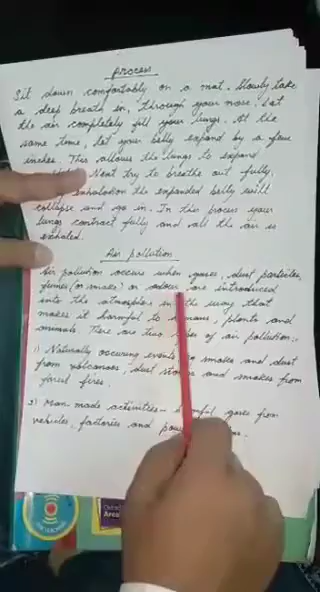 Process
Sit down comfortably on a mat. Slowly take
a deep breath in, through your nose. Let
the air completely fill your lungs. At the
same time, let your belly expand by a few
inches. This allows the lungs to expand
Next try to breathe out fully,
exhalation the expanded belly will
collapse and go in. In this process your
lungs contract fully and all the air is
exhaled.
Air pollution
Air pollution occurs when gases, dust particles,
fumes (or smokes) or odour are introduced
into the atmosphere in the way that
makes it harmful to humans, plants and
animals. There are two types of air pollution:-
1) Naturally occuring events smokes and dust
from volcanoes, dust storms and smokes from
forest fires.
2) Man made activities - harmful gases from
vehicles, factories and